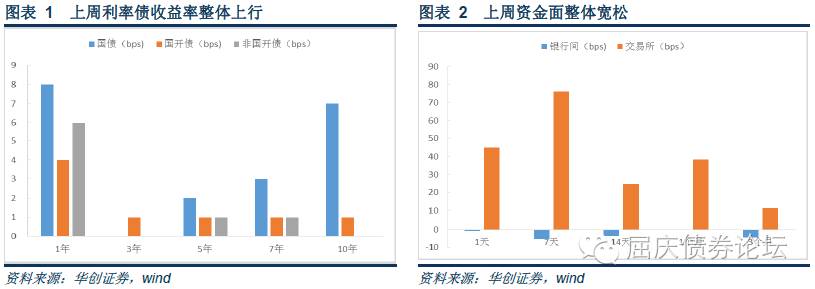 图表 1 上周利率债收益率整体上行
国债（bps） 国开债（bps） 非国开债（bps）
9
8
7
6
5
4
3
2
1
0
1年 3年 5年 7年 10年
资料来源：华创证券，wind
图表 2 上周资金面整体宽松
银行间（bps） 交易所（bps）
90
80
70
60
50
40
30
20
10
0
-10
1天 7天 14天
屈庆债券论坛
资料来源：华创证券，wind